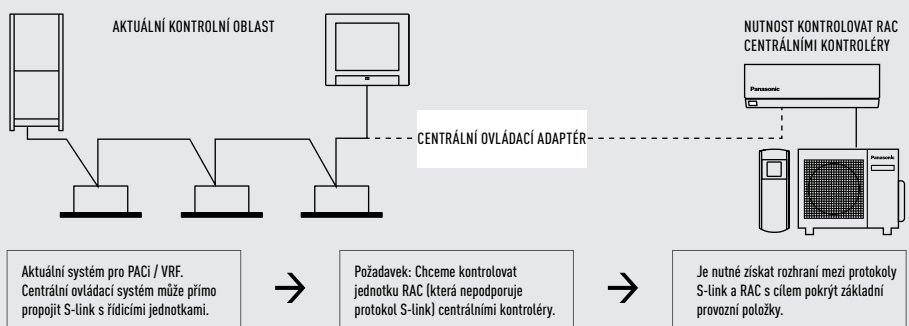 AKTUÁLNÍ KONTROLNÍ OBLAST
NUTNOST KONTROLOVAT RAC
CENTRÁLNÍMI KONTROLÉRY
Panasonic
CENTRÁLNÍ OVLÁDACÍ ADAPTÉR
Panasonic
Aktuální systém pro PACi / VRF.
Centrální ovládací systém může přímo
propojit S-link s řídicími jednotkami.
Požadavek: Chceme kontrolovat
jednotku RAC (která nepodporuje
protokol S-link) centrálními kontroléry.
Je nutné získat rozhraní mezi protokoly
S-link a RAC s cílem pokrýt základní
provozní položky.